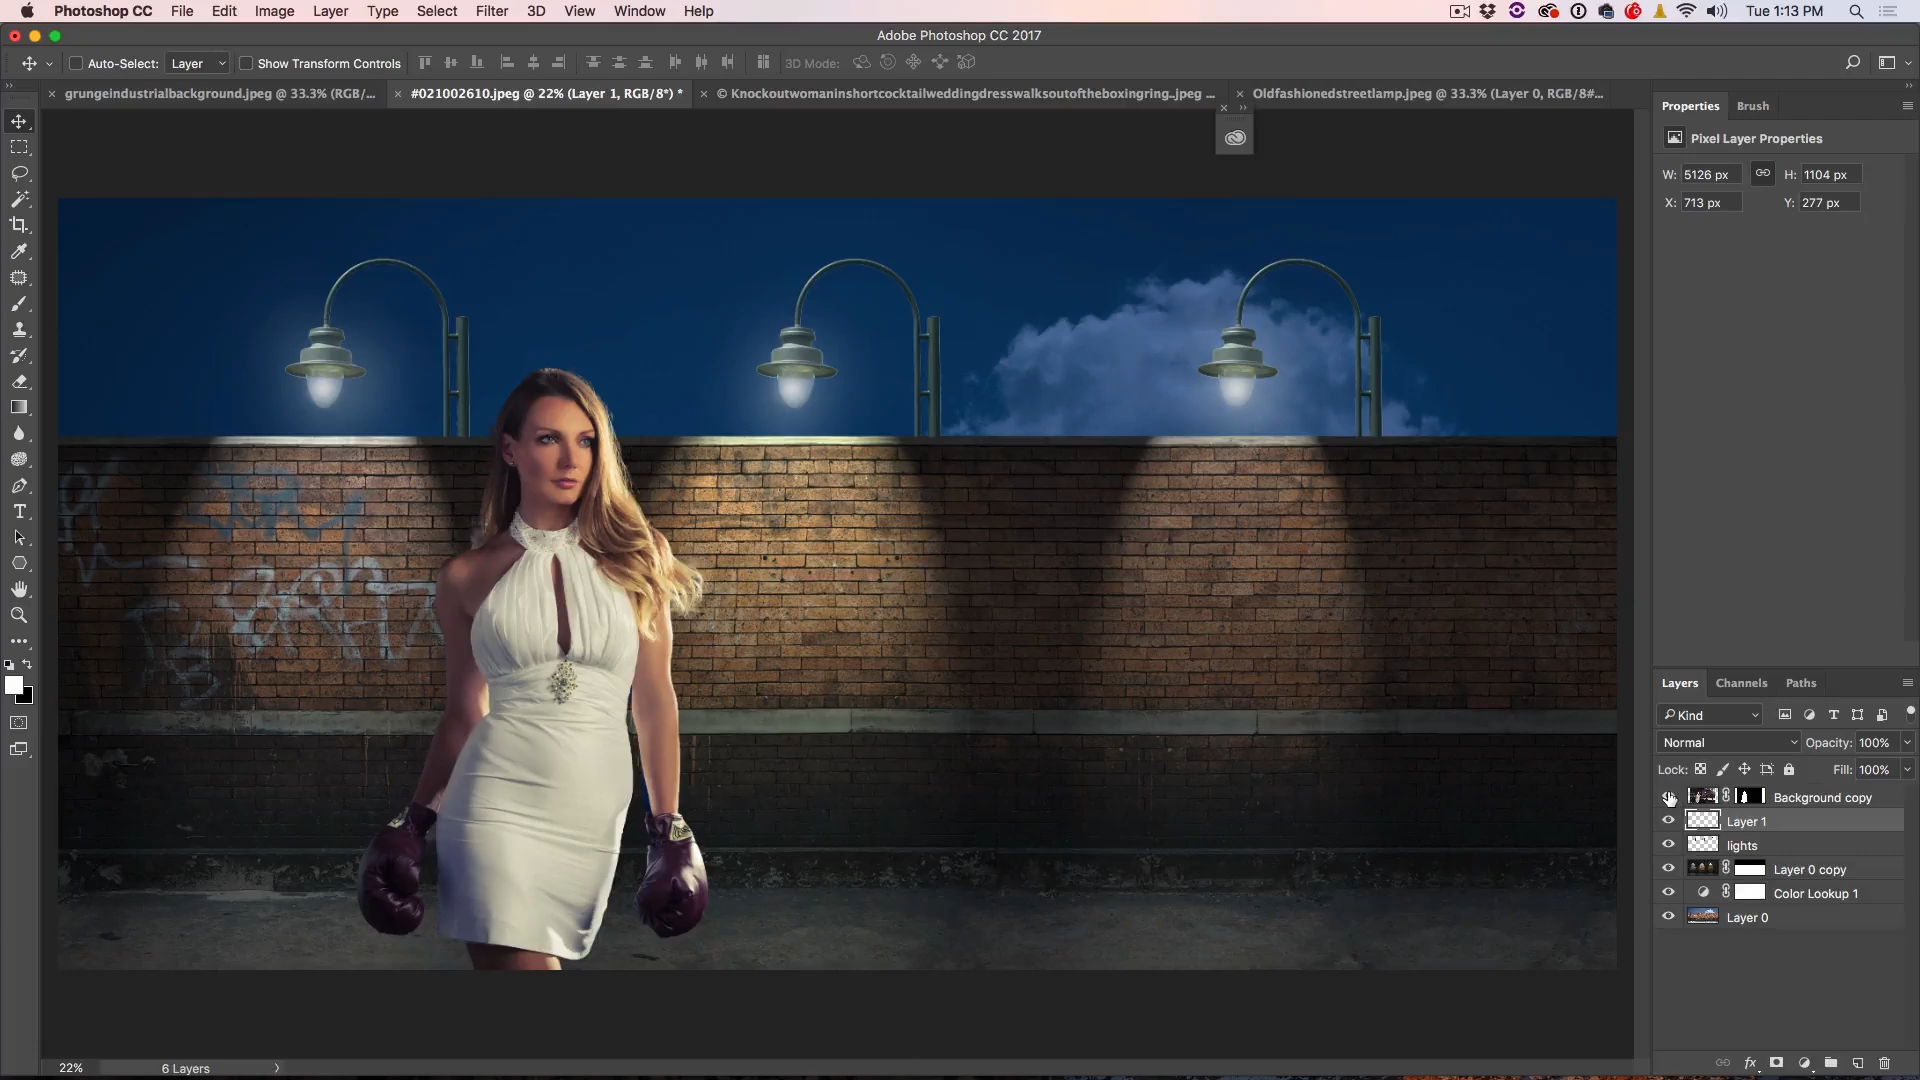 Photoshop CC File Edit Image Layer Type Select Filter 3D View Window Help Tue 1:13 PM
Adobe Photoshop CC 2017
Auto-Select: Layer Show Transform Controls 3D Mode:
grungeindustrialbackground.jpeg @ 33.3% (RGB/... #021002610.jpeg @ 22% (Layer 1, RGB/8*) * © Knockoutwomaninshortcocktailweddingdresswalksoutoftheboxingring..jpeg ... Oldfashionedstreetlamp.jpeg @ 33.3% (Layer 0, RGB/8#...
Properties Brush
Pixel Layer Properties
W: 5126 px H: 1104 px
X: 713 px Y: 277 px
Layers Channels Paths
Kind
Normal Opacity: 100%
Lock: Fill: 100%
Background copy
Layer 1
lights
Layer 0 copy
Color Lookup 1
Layer 0
fx
22% 6 Layers